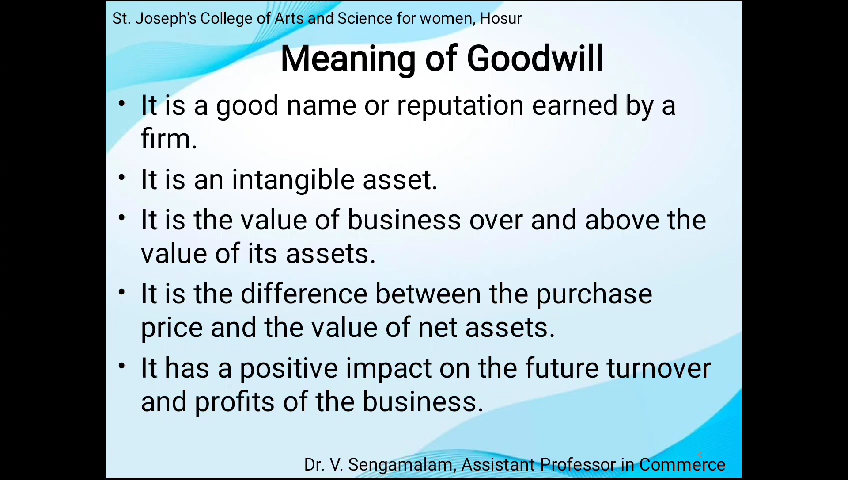 St. Joseph's College of Arts and Science for women, Hosur
Meaning of Goodwill
• It is a good name or reputation earned by a
firm.
• It is an intangible asset.
• It is the value of business over and above the
value of its assets.
• It is the difference between the purchase
price and the value of net assets.
• It has a positive impact on the future turnover
and profits of the business.
Dr. V. Sengamalam, Assistant Professor in Commerce